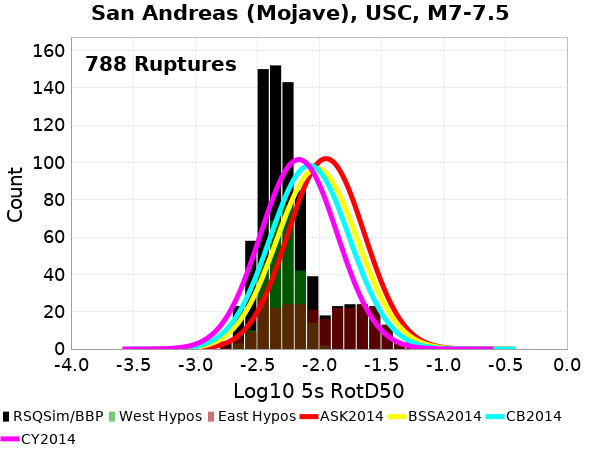 San Andreas (Mojave), USC, M7-7.5
788 Ruptures
Count
160
140
120
100
80
60
40
20
0
-4.0 -3.5 -3.0 -2.5 -2.0 -1.5 -1.0 -0.5 0.0
Log10 5s RotD50
RSQSim/BBP West Hypos East Hypos ASK2014 BSSA2014 CB2014
CY2014